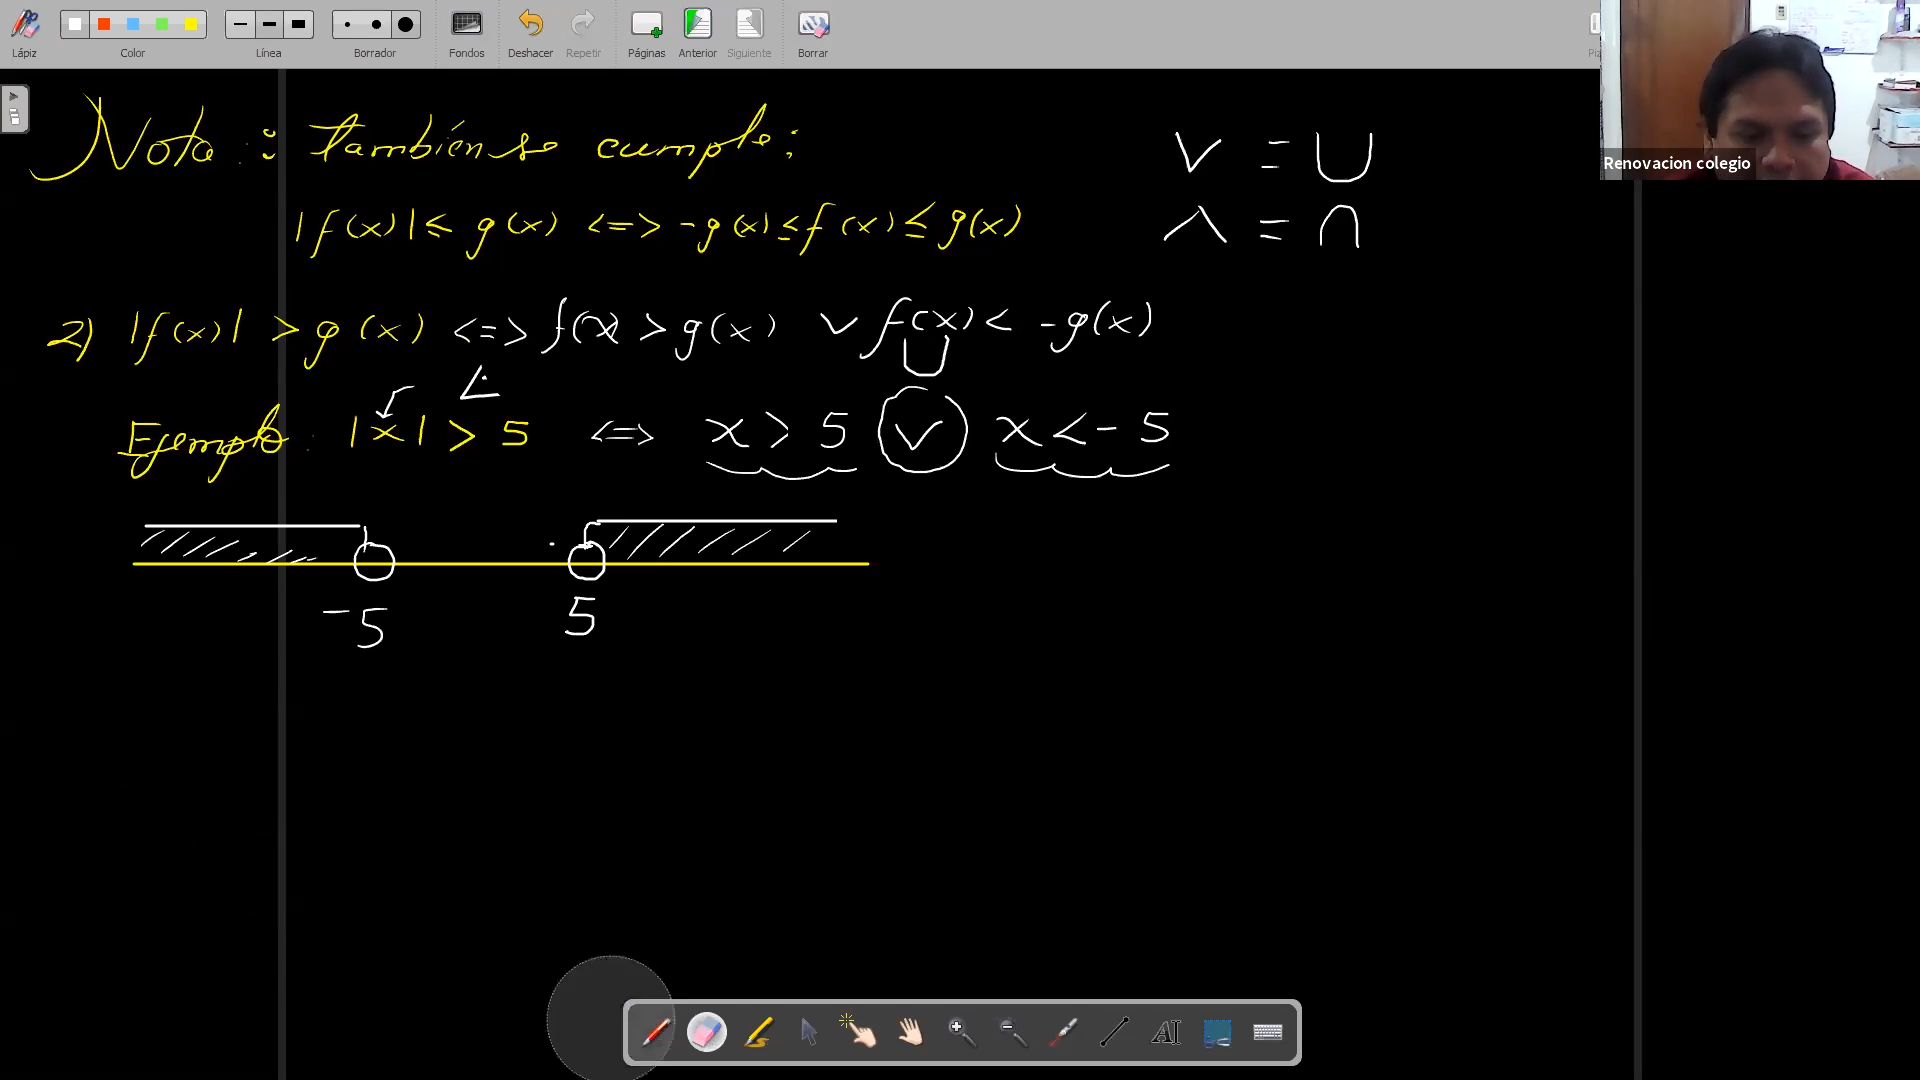 Lápiz Color Línea Borrador Fondos Deshacer Repetir Páginas Anterior Siguiente Borrar
Renovacion colegio
Nota : también se cumple:
|f(x)| ≤ g(x) <=> -g(x) ≤ f(x) ≤ g(x)
∨ = ∪
∧ = ∩
2) |f(x)| > g(x) <=> f(x) > g(x) ∨ f(x) < -g(x)
∪
Ejemplo: |x| > 5 <=> x > 5 ∨ x < -5
-5 5
AI